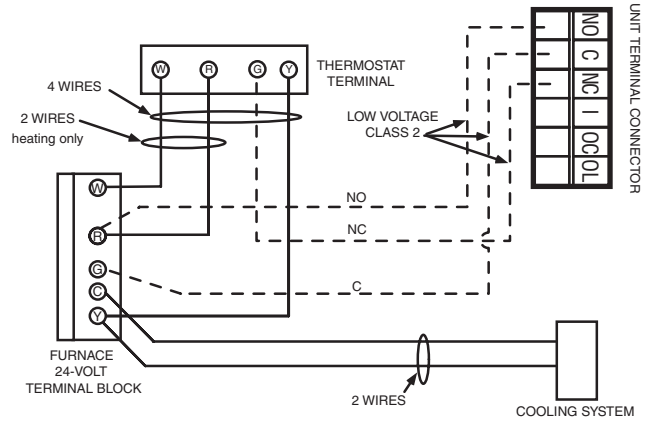 UNIT TERMINAL CONNECTOR
NO
C
NC
I
OC
OL
W
R
G
Y
THERMOSTAT
TERMINAL
4 WIRES
2 WIRES
heating only
LOW VOLTAGE
CLASS 2
W
R
G
C
Y
NO
NC
C
FURNACE
24-VOLT
TERMINAL BLOCK
2 WIRES
COOLING SYSTEM